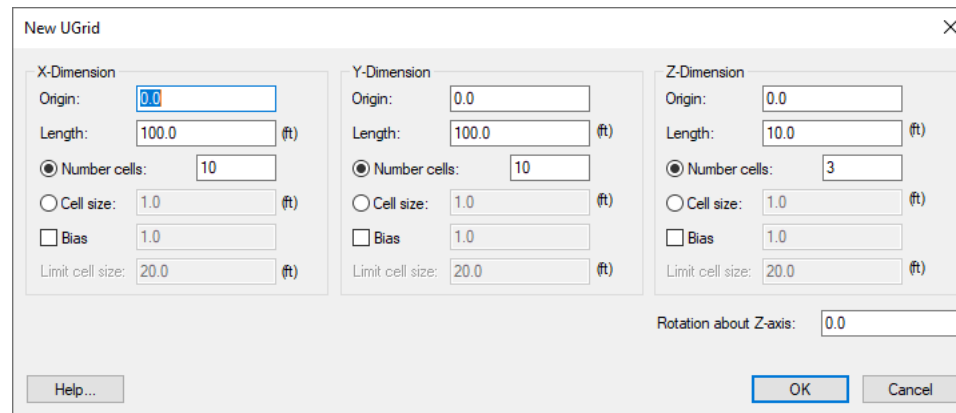 New UGrid
X-Dimension
Origin: 0.0
Length: 100.0 (ft)
Number cells: 10
Cell size: 1.0 (ft)
Bias 1.0
Limit cell size: 20.0 (ft)
Y-Dimension
Origin: 0.0
Length: 100.0 (ft)
Number cells: 10
Cell size: 1.0 (ft)
Bias 1.0
Limit cell size: 20.0 (ft)
Z-Dimension
Origin: 0.0
Length: 10.0 (ft)
Number cells: 3
Cell size: 1.0 (ft)
Bias 1.0
Limit cell size: 20.0 (ft)
Rotation about Z-axis: 0.0
Help...
OK
Cancel